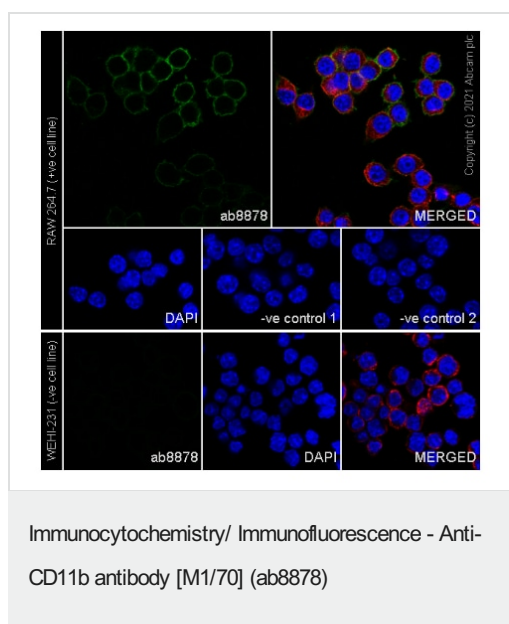 RAW 264.7 (+ve cell line)
ab8878
MERGED
Copyright (c) 2021 Abcam plc
DAPI
-ve control 1
-ve control 2
WEHI-231 (-ve cell line)
ab8878
DAPI
MERGED
Immunocytochemistry/ Immunofluorescence - Anti-
CD11b antibody [M1/70] (ab8878)